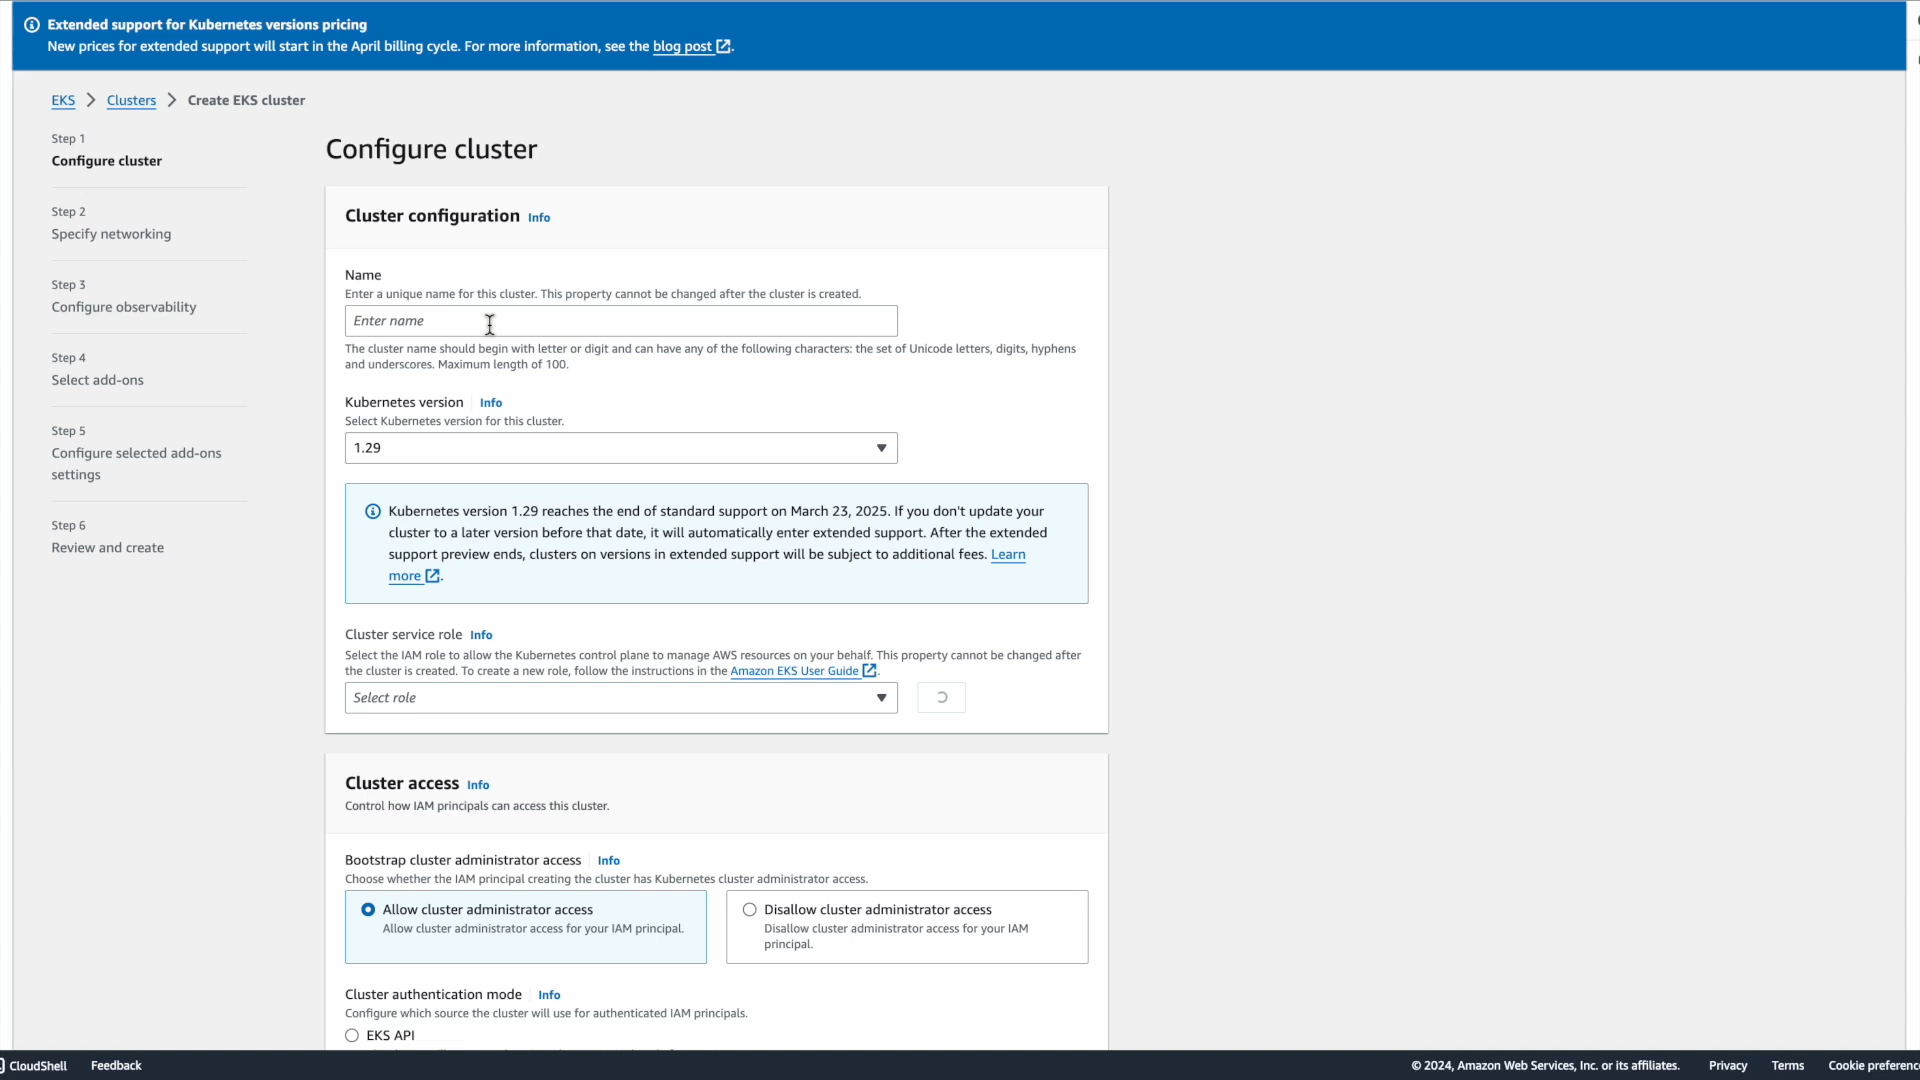 Extended support for Kubernetes versions pricing
New prices for extended support will start in the April billing cycle. For more information, see the blog post.
EKS > Clusters > Create EKS cluster
Step 1
Configure cluster
Step 2
Specify networking
Step 3
Configure observability
Step 4
Select add-ons
Step 5
Configure selected add-ons
settings
Step 6
Review and create
Configure cluster
Cluster configuration Info
Name
Enter a unique name for this cluster. This property cannot be changed after the cluster is created.
Enter name
The cluster name should begin with letter or digit and can have any of the following characters: the set of Unicode letters, digits, hyphens
and underscores. Maximum length of 100.
Kubernetes version Info
Select Kubernetes version for this cluster.
1.29
Kubernetes version 1.29 reaches the end of standard support on March 23, 2025. If you don't update your
cluster to a later version before that date, it will automatically enter extended support. After the extended
support preview ends, clusters on versions in extended support will be subject to additional fees. Learn
more.
Cluster service role Info
Select the IAM role to allow the Kubernetes control plane to manage AWS resources on your behalf. This property cannot be changed after
the cluster is created. To create a new role, follow the instructions in the Amazon EKS User Guide.
Select role
Cluster access Info
Control how IAM principals can access this cluster.
Bootstrap cluster administrator access Info
Choose whether the IAM principal creating the cluster has Kubernetes cluster administrator access.
Allow cluster administrator access
Allow cluster administrator access for your IAM principal.
Disallow cluster administrator access
Disallow cluster administrator access for your IAM
principal.
Cluster authentication mode Info
Configure which source the cluster will use for authenticated IAM principals.
EKS API
CloudShell Feedback © 2024, Amazon Web Services, Inc. or its affiliates. Privacy Terms Cookie preferenc